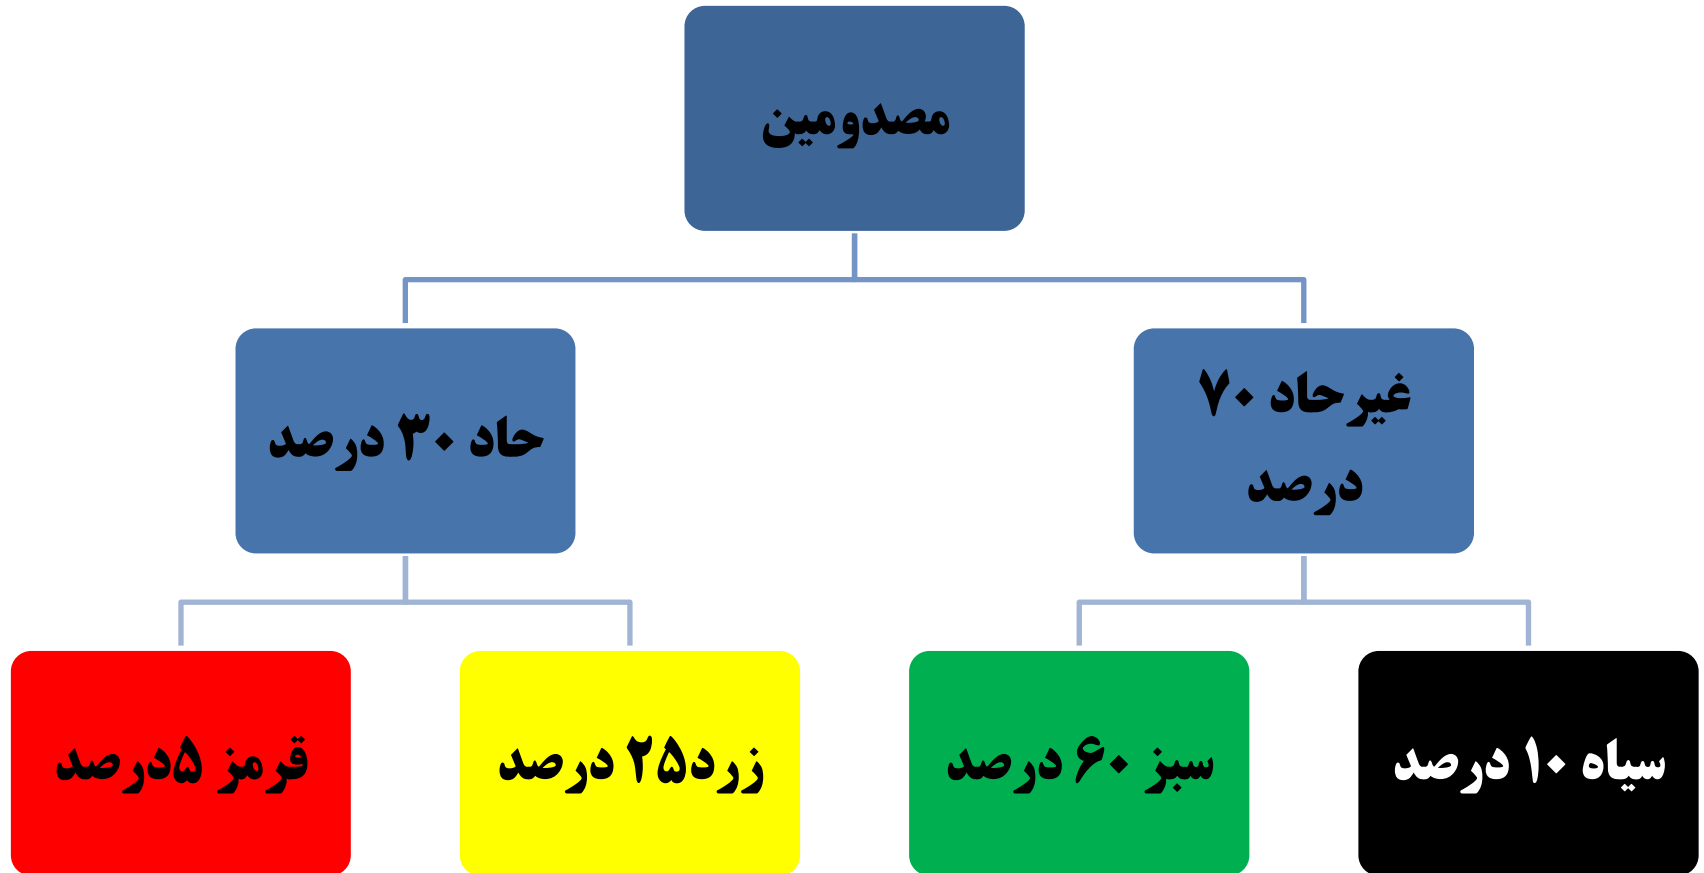 مصدومین
غیرحاد ۷۰
درصد
حاد ۳۰ درصد
سیاه ۱۰ درصد
سبز ۶۰ درصد
زرد۲۵ درصد
قرمز ۵درصد